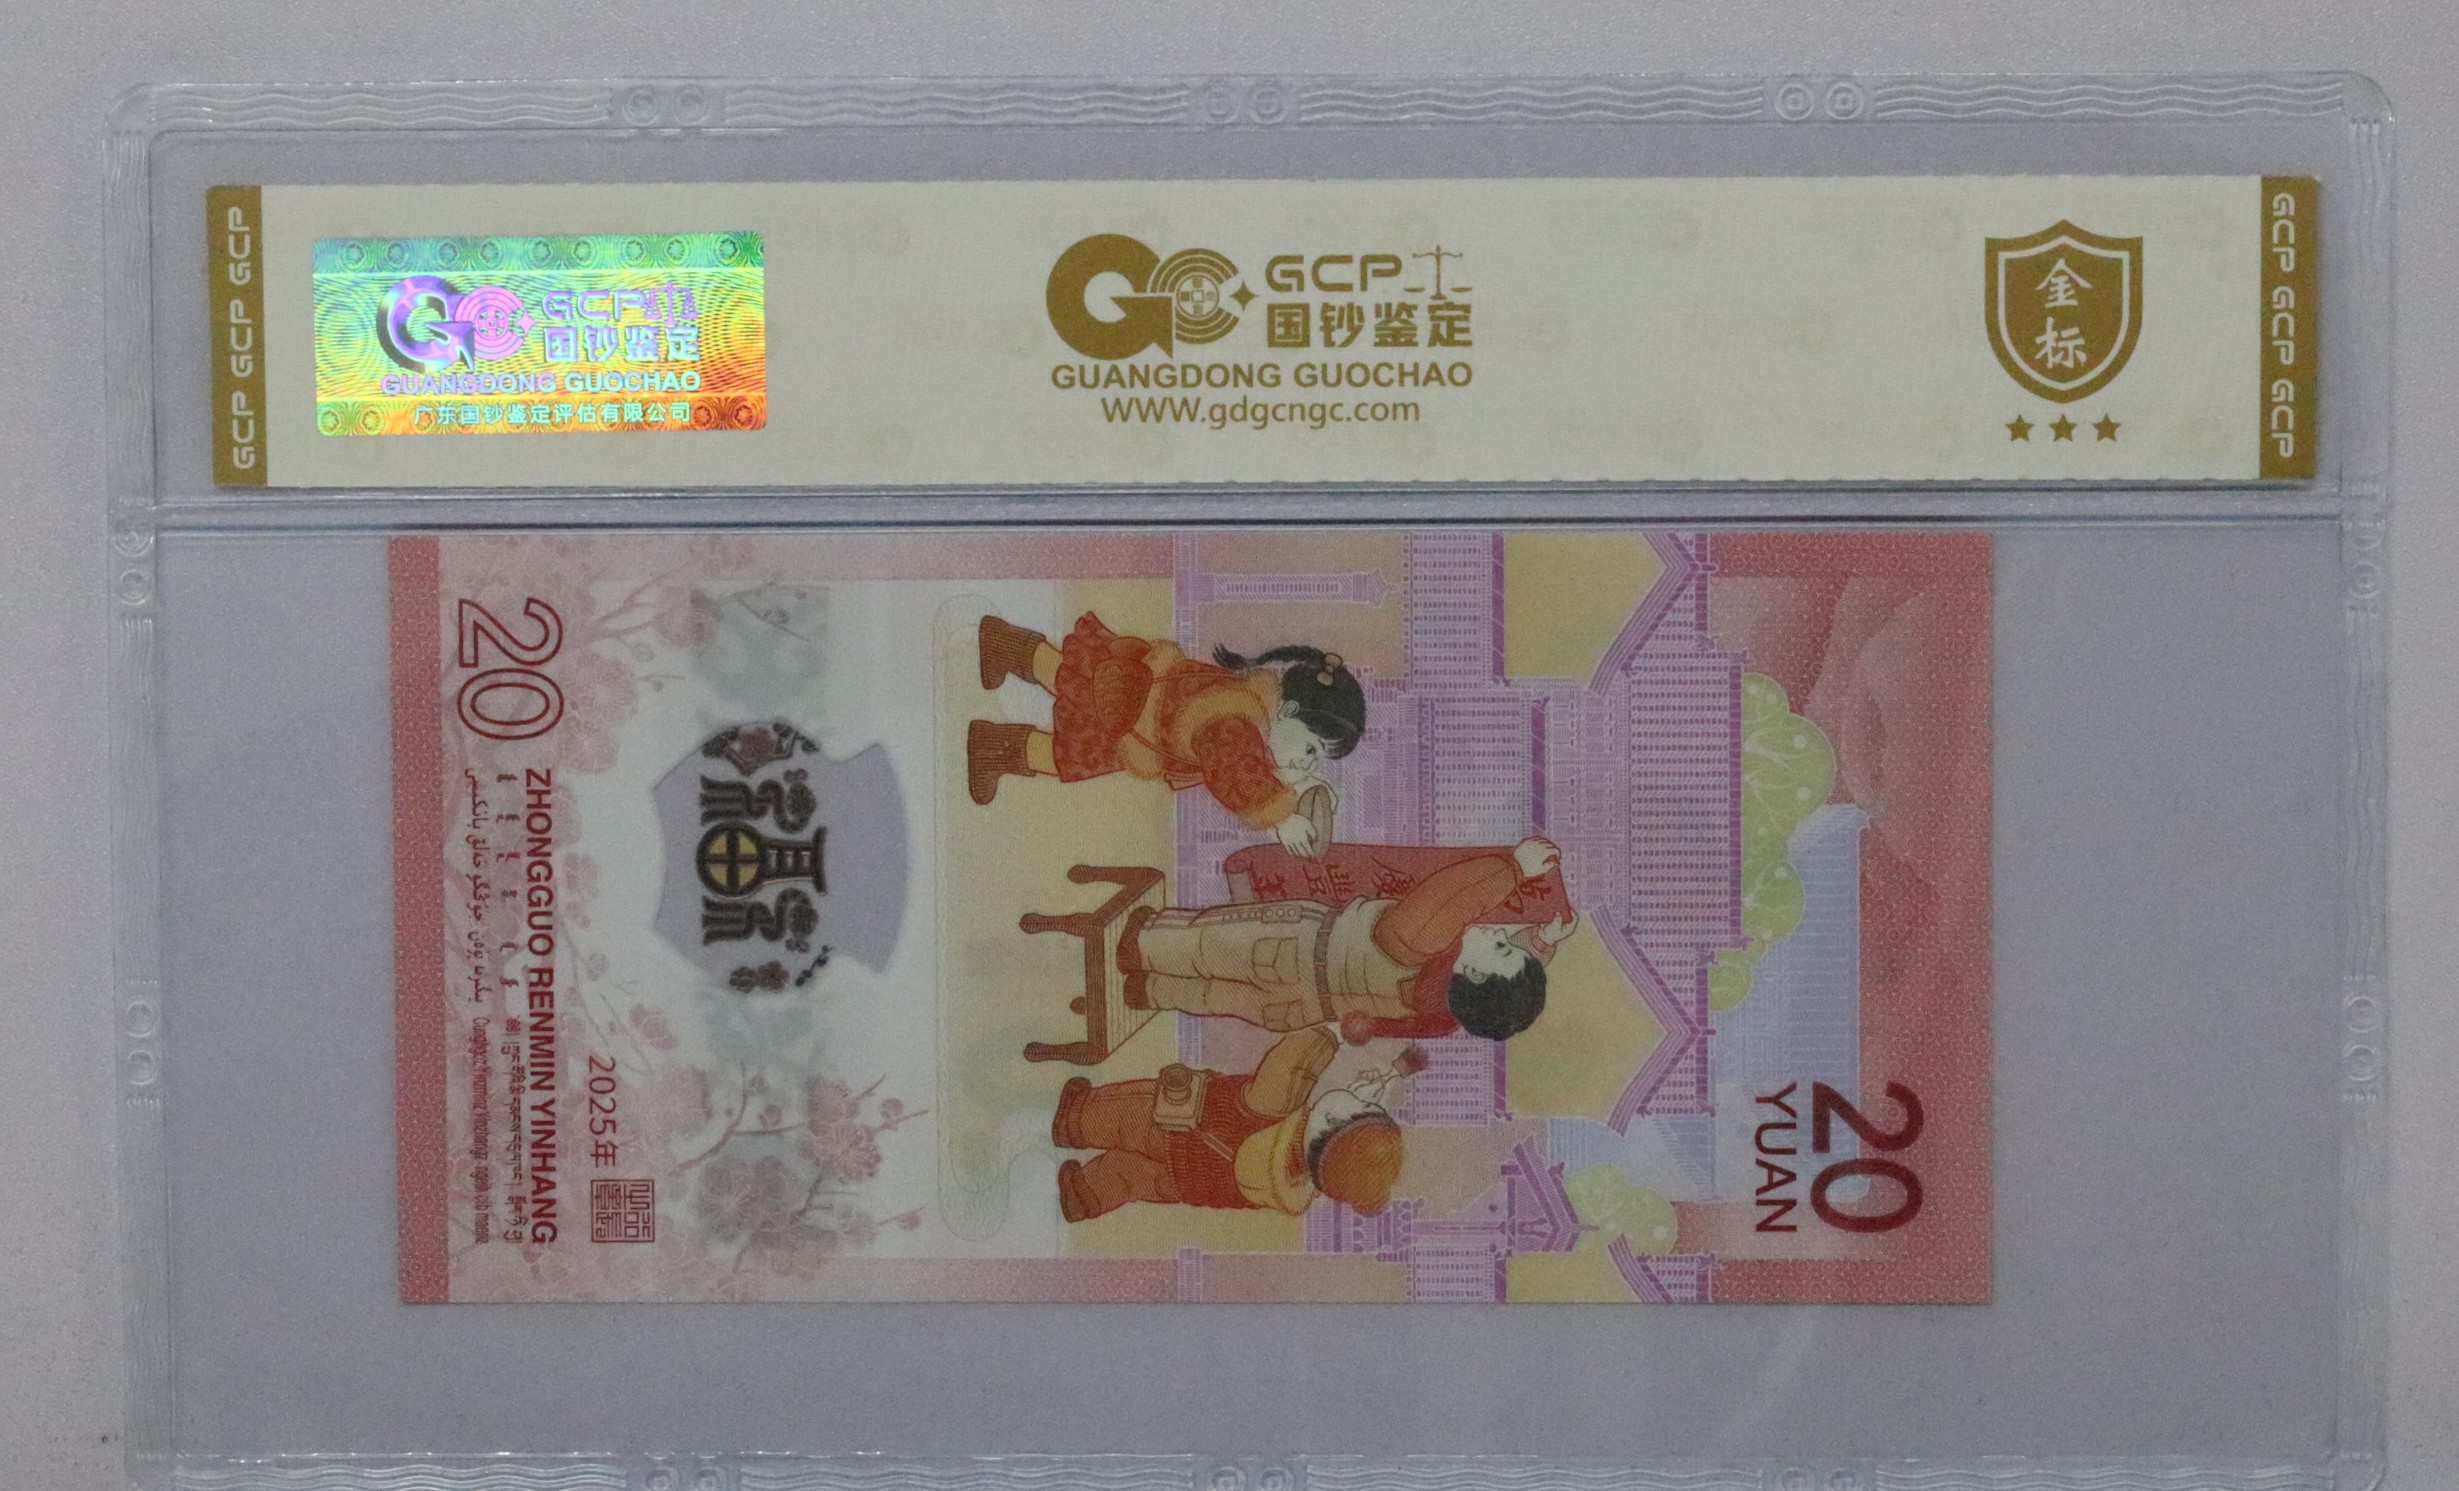 GCP GCP GCP
GCP
国钞鉴定
GUANGDONG GUOCHAO
广东国钞鉴定评估有限公司
GCP
国钞鉴定
GUANGDONG GUOCHAO
WWW.gdgcngc.com
金标
GCP GCP GCP
20
ZHONGGUO RENMIN YINHANG
2025年
20
YUAN